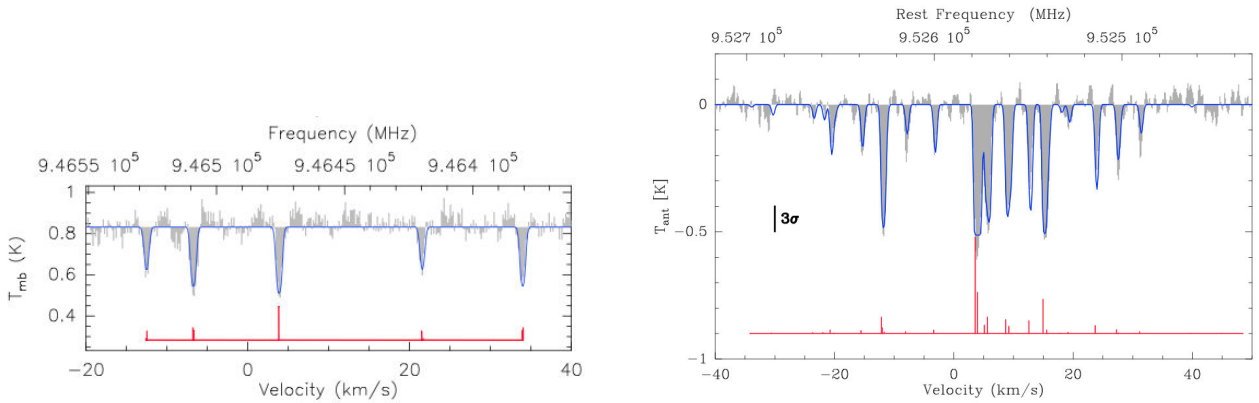 Frequency (MHz)
9.4655 10⁵ 9.465 10⁵ 9.4645 10⁵ 9.464 10⁵
1
0.8
0.6
0.4
T_mb (K)
−20 0 20 40
Velocity (km/s)
Rest Frequency (MHz)
9.527 10⁵ 9.526 10⁵ 9.525 10⁵
0
−0.5
−1
T_ant [K]
3σ
−40 −20 0 20 40
Velocity (km/s)